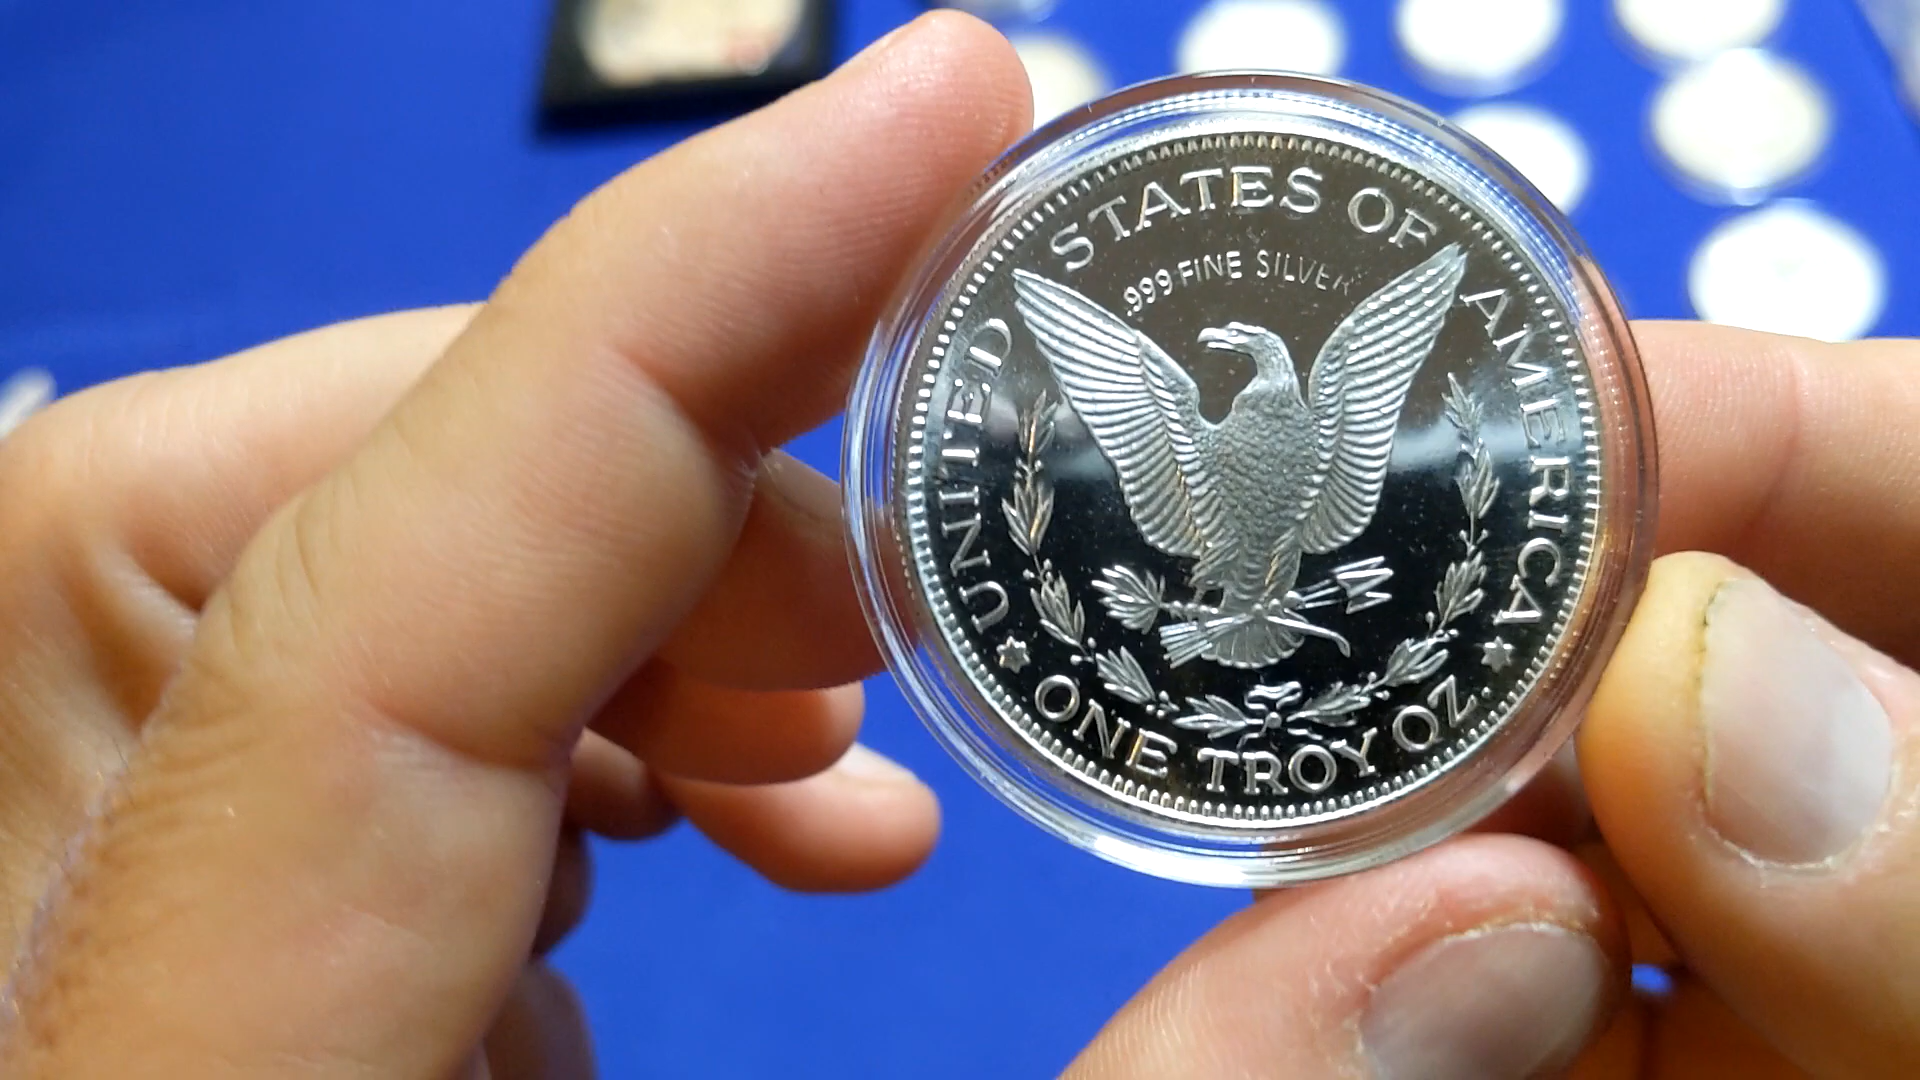 UNITED STATES OF AMERICA
.999 FINE SILVER
ONE TROY OZ.